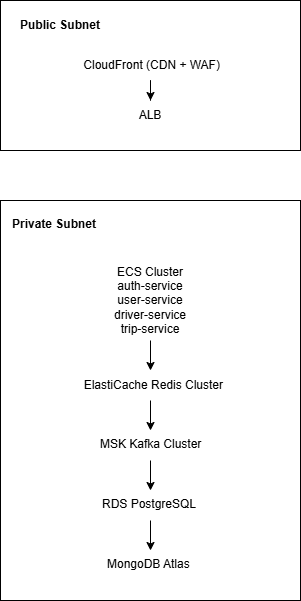 Public Subnet
CloudFront (CDN + WAF)
ALB
Private Subnet
ECS Cluster
auth-service
user-service
driver-service
trip-service
ElastiCache Redis Cluster
MSK Kafka Cluster
RDS PostgreSQL
MongoDB Atlas